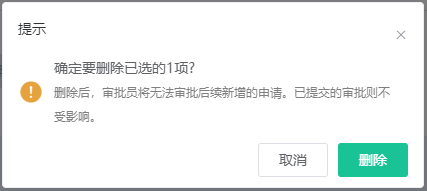 提示
确定要删除已选的1项?
删除后，审批员将无法审批后续新增的申请。已提交的审批则不
受影响。
取消
删除